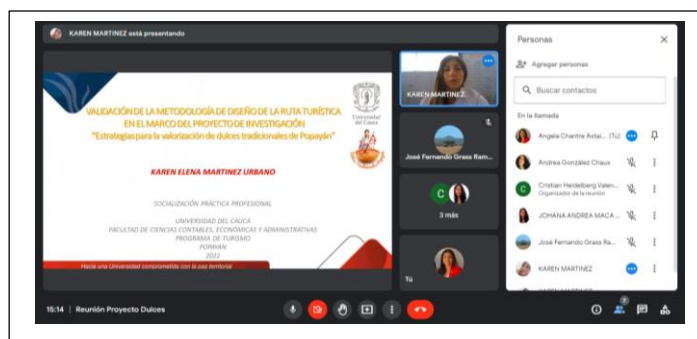 KAREN MARTINEZ está presentando
VALIDACIÓN DE LA METODOLOGÍA DE DISEÑO DE LA RUTA TURÍSTICA
EN EL MARCO DEL PROYECTO DE INVESTIGACIÓN
"Estrategias para la valorización de dulces tradicionales de Popayán"
Universidad
del Cauca
KAREN ELENA MARTINEZ URBANO
SOCIALIZACIÓN PRÁCTICA PROFESIONAL
UNIVERSIDAD DEL CAUCA
FACULTAD DE CIENCIAS CONTABLES, ECONÓMICAS Y ADMINISTRATIVAS
PROGRAMA DE TURISMO
POPAYÁN
2022
Hacia una Universidad comprometida con la paz territorial
KAREN MARTINEZ
José Fernando Grass Ram...
C
3 más
Tú
Personas
Agregar personas
Buscar contactos
En la llamada
Angela Chantre Astai... (Tú)
Andrea González Chaux
C
Cristian Heidelberg Valen...
Organizador de la reunión
JOHANA ANDREA MACA ...
José Fernando Grass Ra...
KAREN MARTINEZ
15:14 | Reunión Proyecto Dulces
7